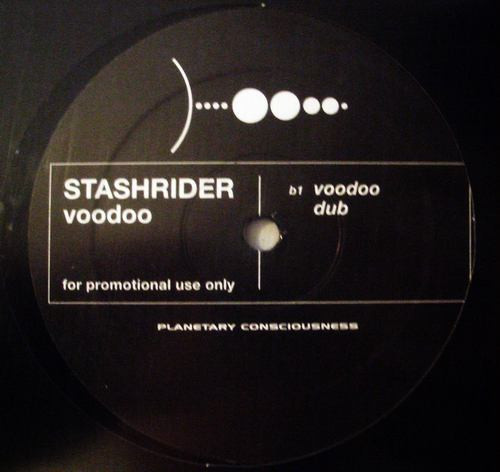 STASHRIDER
voodoo
b1 voodoo
dub
for promotional use only
PLANETARY CONSCIOUSNESS